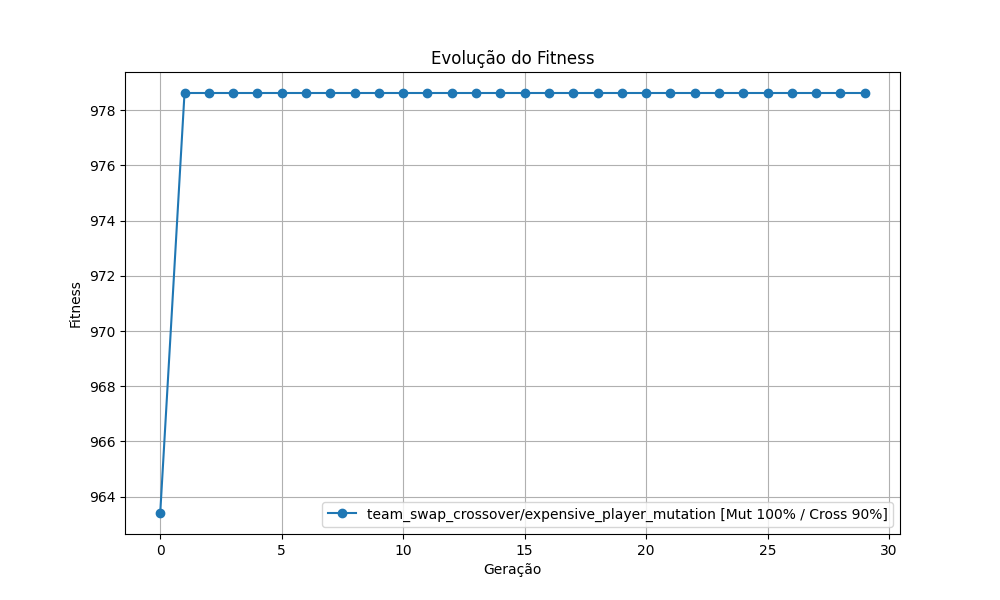 Evolução do Fitness
Fitness
978
976
974
972
970
968
966
964
team_swap_crossover/expensive_player_mutation [Mut 100% / Cross 90%]
0 5 10 15 20 25 30
Geração